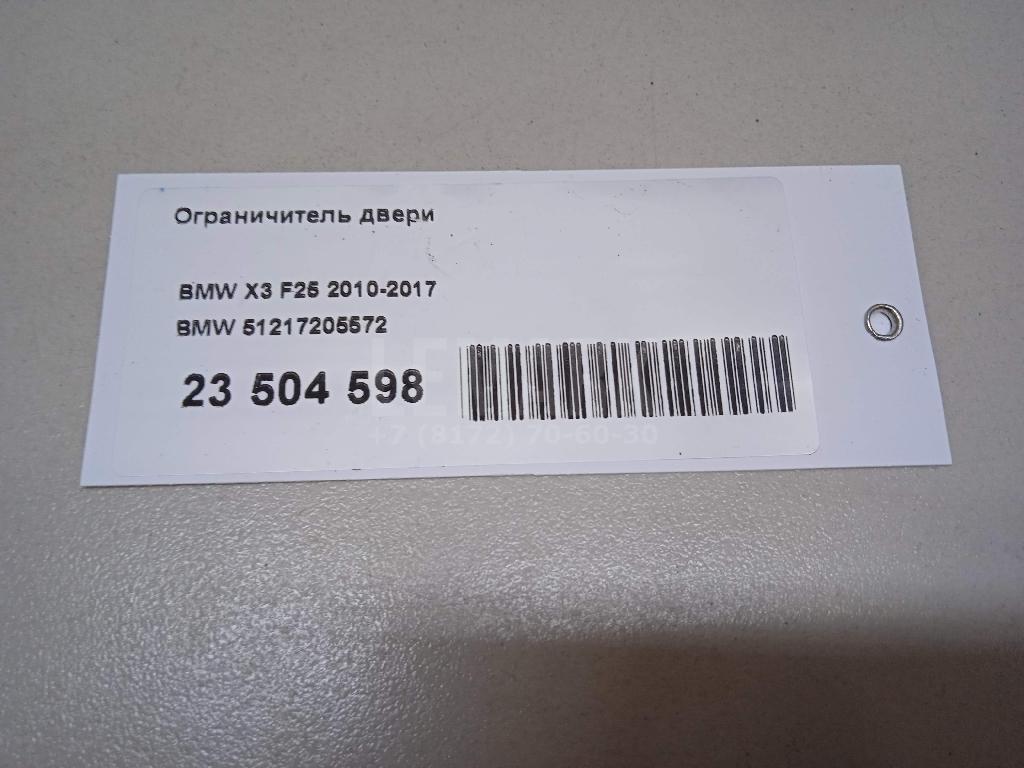 Ограничитель двери
BMW X3 F25 2010-2017
BMW 51217205572
23 504 598
+7 (8172) 70-60-30